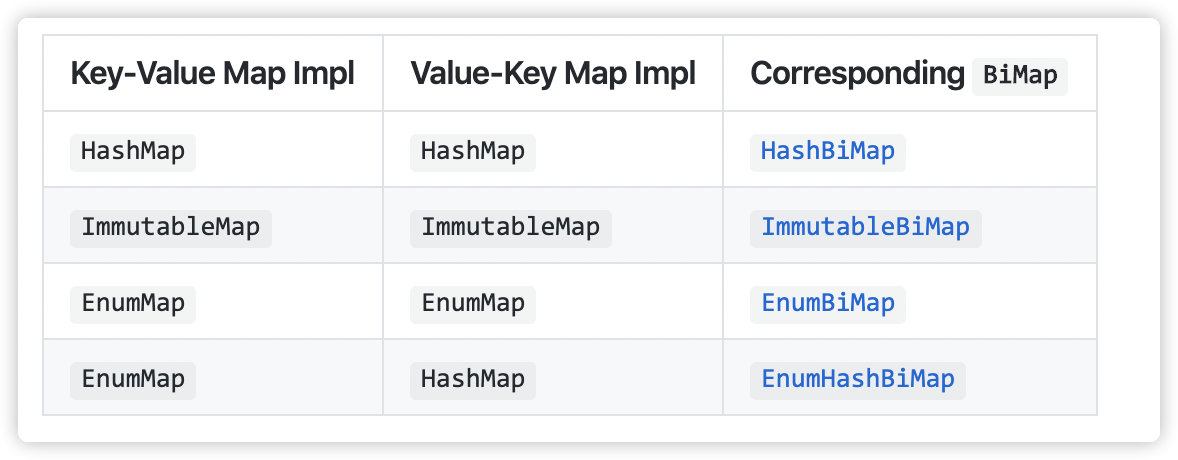 Key-Value Map Impl Value-Key Map Impl Corresponding BiMap
HashMap HashMap HashBiMap
ImmutableMap ImmutableMap ImmutableBiMap
EnumMap EnumMap EnumBiMap
EnumMap HashMap EnumHashBiMap